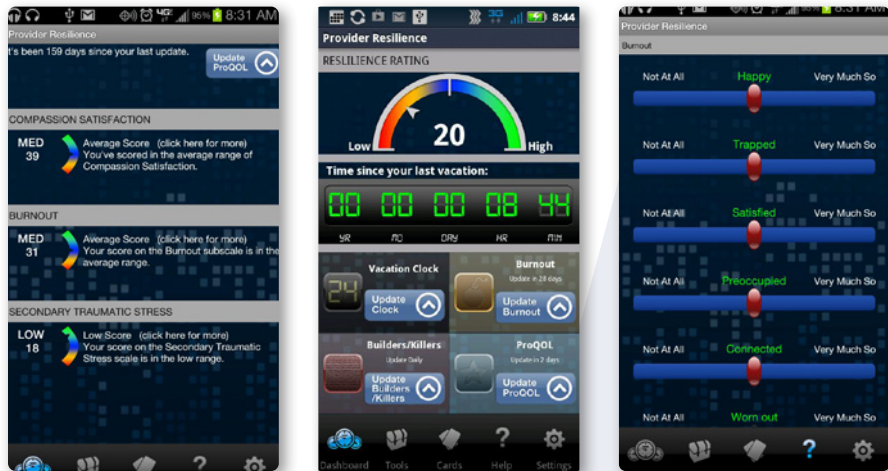 95% 8:31 AM
Provider Resilience
t's been 159 days since your last update.
Update
ProQOL
COMPASSION SATISFACTION
MED
39
Average Score (click here for more)
You've scored in the average range of
Compassion Satisfaction.
BURNOUT
MED
31
Average Score (click here for more)
Your score on the Burnout subscale is in the
average range.
SECONDARY TRAUMATIC STRESS
LOW
18
Low Score (click here for more)
Your score on the Secondary Traumatic
Stress scale is in the low range.
3G 8:44
Provider Resilience
RESLILIENCE RATING
Low 20 High
Time since your last vacation:
00 00 00 08 44
YR MO DAY HR MIN
Vacation Clock
24
Update
Clock
Burnout
Update in 28 days
Update
Burnout
Builders/Killers
Update Daily
Update
Builders
/Killers
ProQOL
Update in 2 days
Update
ProQOL
Dashboard Tools Cards Help Settings
8:31 AM
Provider Resilience
Burnout
Not At All Happy Very Much So
Not At All Trapped Very Much So
Not At All Satisfied Very Much So
Not At All Preoccupied Very Much So
Not At All Connected Very Much So
Not At All Worn out Very Much So